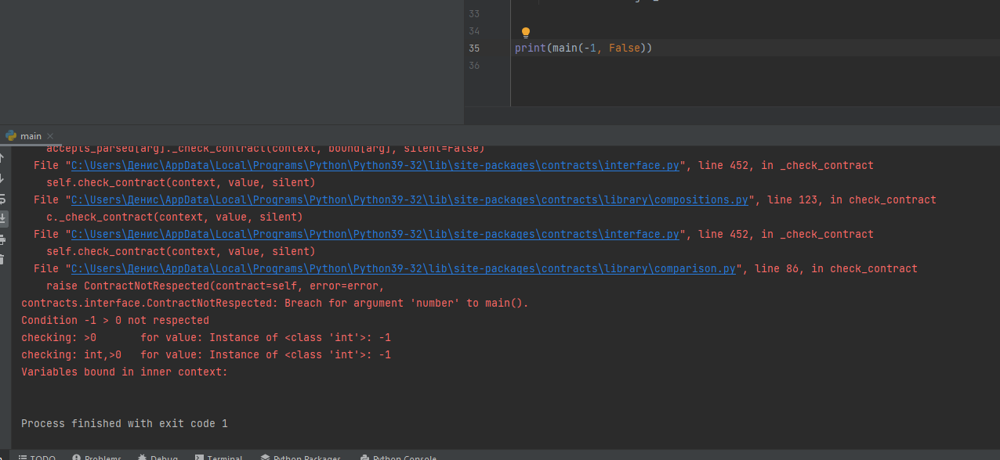 33
34
35 print(main(-1, False))
36
main
accepts_parsed[arg]._check_contract(context, bound[arg], silent=False)
File "C:\Users\Денис\AppData\Local\Programs\Python\Python39-32\lib\site-packages\contracts\interface.py", line 452, in _check_contract
self.check_contract(context, value, silent)
File "C:\Users\Денис\AppData\Local\Programs\Python\Python39-32\lib\site-packages\contracts\library\compositions.py", line 123, in check_contract
c._check_contract(context, value, silent)
File "C:\Users\Денис\AppData\Local\Programs\Python\Python39-32\lib\site-packages\contracts\interface.py", line 452, in _check_contract
self.check_contract(context, value, silent)
File "C:\Users\Денис\AppData\Local\Programs\Python\Python39-32\lib\site-packages\contracts\library\comparison.py", line 86, in check_contract
raise ContractNotRespected(contract=self, error=error,
contracts.interface.ContractNotRespected: Breach for argument 'number' to main().
Condition -1 > 0 not respected
checking: >0       for value: Instance of <class 'int'>: -1
checking: int,>0   for value: Instance of <class 'int'>: -1
Variables bound in inner context:
Process finished with exit code 1
TODO Problems Debug Terminal Python Packages Python Console